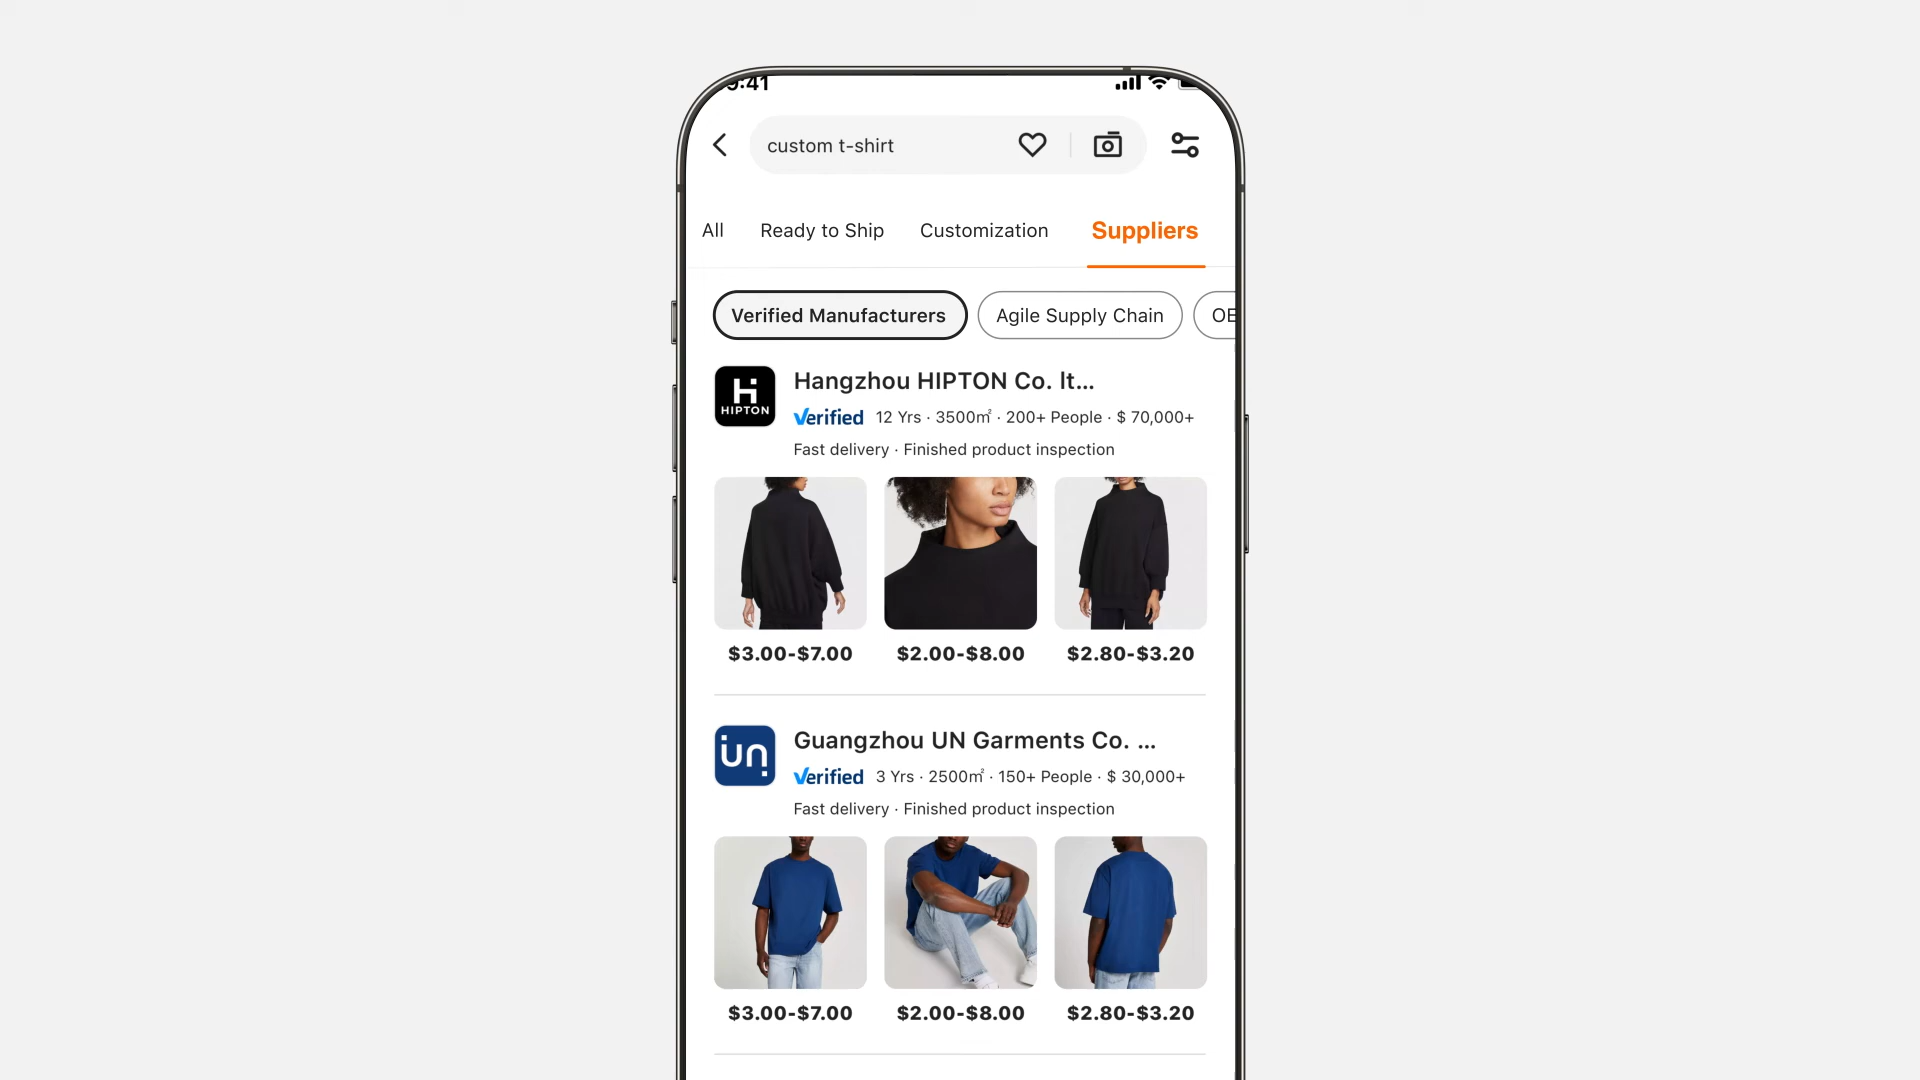 9:41
custom t-shirt
All Ready to Ship Customization Suppliers
Verified Manufacturers Agile Supply Chain OE
HIPTON
Hangzhou HIPTON Co. lt...
Verified 12 Yrs · 3500㎡ · 200+ People · $ 70,000+
Fast delivery · Finished product inspection
$3.00-$7.00 $2.00-$8.00 $2.80-$3.20
un
Guangzhou UN Garments Co. ...
Verified 3 Yrs · 2500㎡ · 150+ People · $ 30,000+
Fast delivery · Finished product inspection
$3.00-$7.00 $2.00-$8.00 $2.80-$3.20